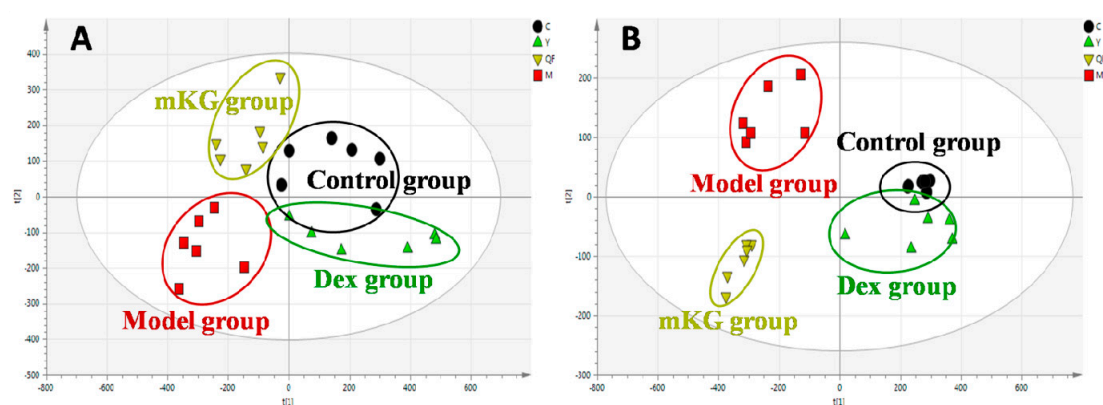 A
C
Y
QF
M
400
300
200
100
0
-100
-200
-300
-400
-500
t[2]
mKG group
Control group
Dex group
Model group
-800 -600 -400 -200 0 200 400 600 800
t[1]
B
C
Y
QF
M
200
100
0
-100
-200
-300
t[2]
Model group
Control group
Dex group
mKG group
-800 -600 -400 -200 0 200 400 600
t[1]